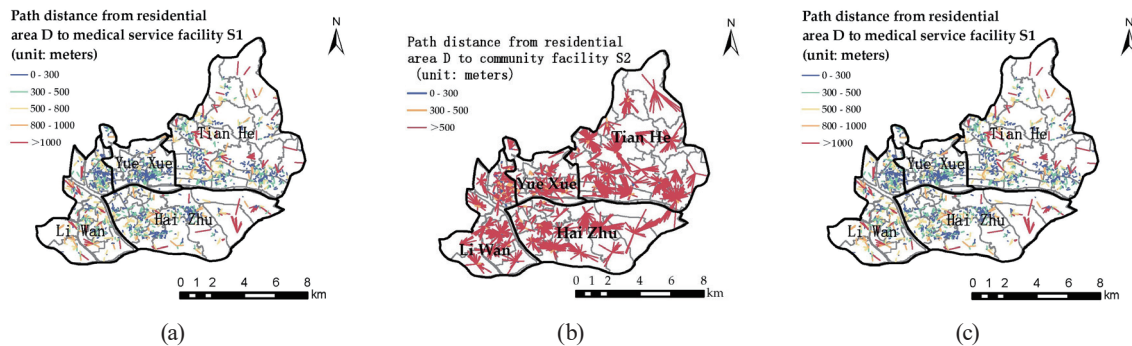 Path distance from residential
area D to medical service facility S1
(unit: meters)
0 - 300
300 - 500
500 - 800
800 - 1000
>1000
N
Tian He
Yue Xue
Hai Zhu
Li Wan
0 1 2 4 6 8
km
(a)
Path distance from residential
area D to community facility S2
(unit: meters)
0 - 300
300 - 500
>500
N
Tian He
Yue Xue
Hai Zhu
Li Wan
0 1 2 4 6 8
km
(b)
Path distance from residential
area D to medical service facility S1
(unit: meters)
0 - 300
300 - 500
500 - 800
800 - 1000
>1000
N
Tian He
Yue Xue
Hai Zhu
Li Wan
0 1 2 4 6 8
km
(c)